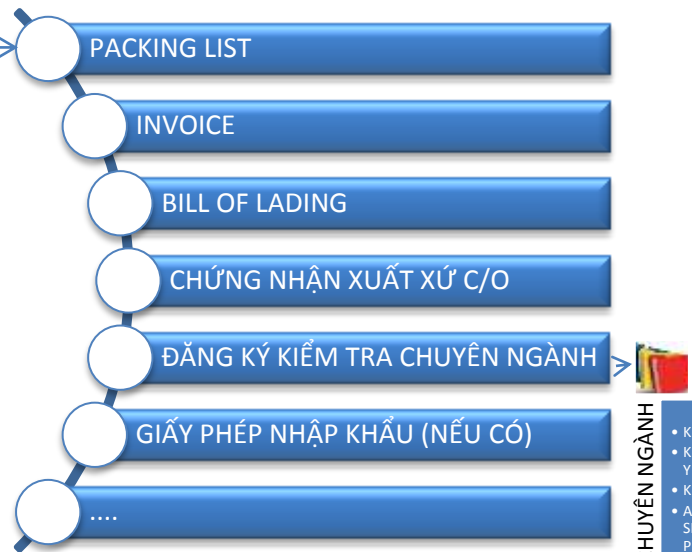 PACKING LIST
INVOICE
BILL OF LADING
CHỨNG NHẬN XUẤT XỨ C/O
ĐĂNG KÝ KIỂM TRA CHUYÊN NGÀNH
GIẤY PHÉP NHẬP KHẨU (NẾU CÓ)
....
HUYÊN NGÀNH
• K
• K
Y
• K
• A
S
P